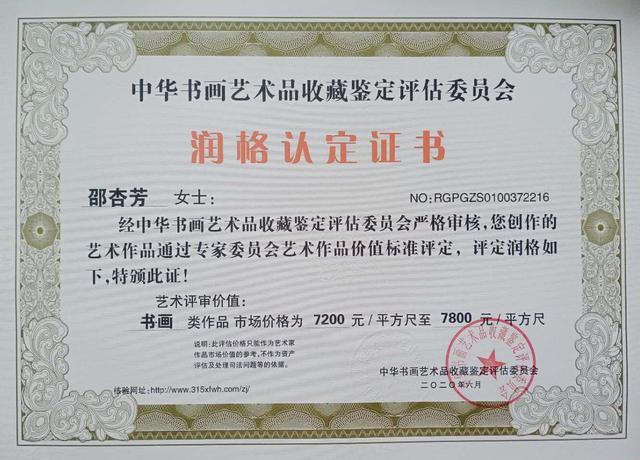 中华书画艺术品收藏鉴定评估委员会
润格认定证书
邵杏芳 女士：
NO:RGPGZS0100372216
经中华书画艺术品收藏鉴定评估委员会严格审核，您创作的
艺术作品通过专家委员会艺术作品价值标准评定，评定润格如
下，特颁此证！
艺术评审价值：
书画 类作品 市场价格为 7200 元/平方尺至 7800 元/平方尺
说明：此评估价格只能作为艺术家
作品市场价值的参考，不作为资产
评估及处理司法问题等的依据。
中华书画艺术品收藏鉴定评估委员会
二〇二〇年六月
体验网址：http://www.315xfwh.com/zj/